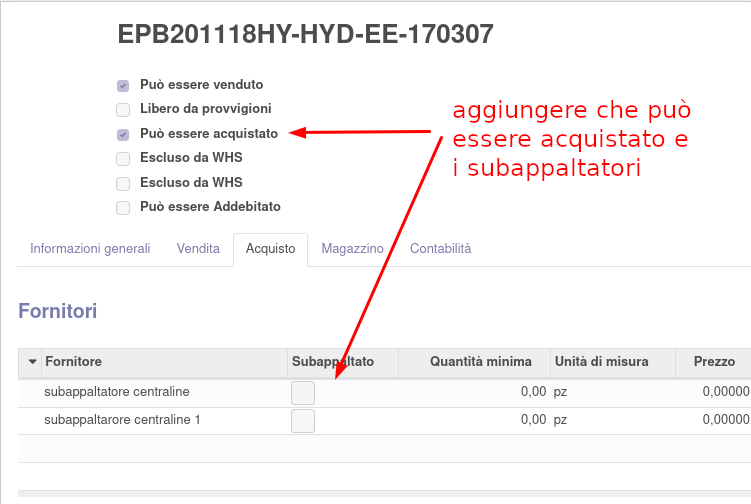 EPB201118HY-HYD-EE-170307
Può essere venduto
Libero da provvigioni
Può essere acquistato
Escluso da WHS
Escluso da WHS
Può essere Addebitato
aggiungere che può
essere acquistato e
i subappaltatori
Informazioni generali Vendita Acquisto Magazzino Contabilità
Fornitori
Fornitore Subappaltato Quantità minima Unità di misura Prezzo
subappaltatore centraline 0,00 pz 0,00000
subappaltarore centraline 1 0,00 pz 0,00000